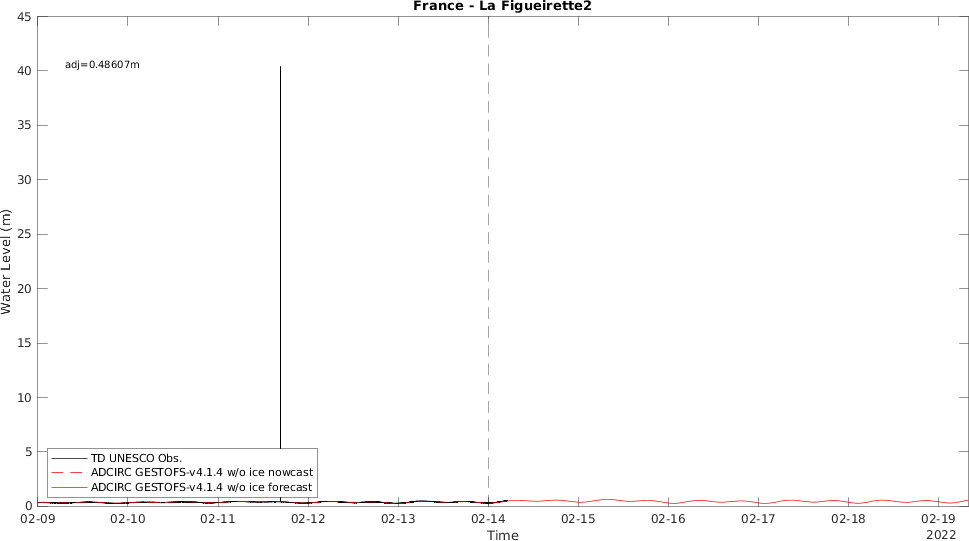 France - La Figueirette2
45
40
35
30
25
20
15
10
5
0
Water Level (m)
adj=0.48607m
TD UNESCO Obs.
ADCIRC GESTOFS-v4.1.4 w/o ice nowcast
ADCIRC GESTOFS-v4.1.4 w/o ice forecast
02-09 02-10 02-11 02-12 02-13 02-14 02-15 02-16 02-17 02-18 02-19
Time
2022